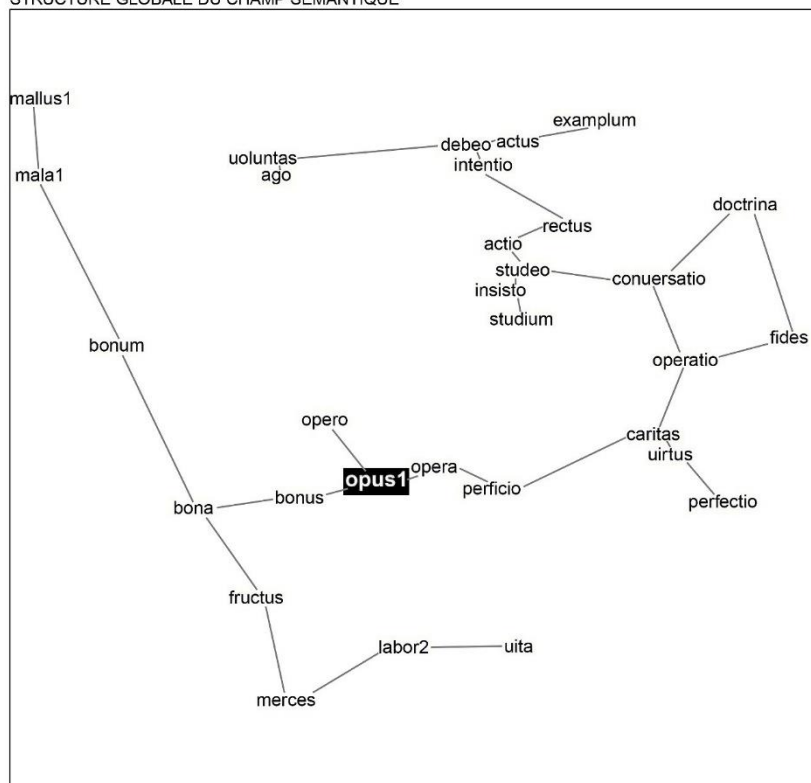 STRUCTURE GLOBALE DU CHAMP SEMANTIQUE
mallus1
examplum
debeo actus
uoluntas
intentio
mala1
ago
doctrina
rectus
actio
studeo
conuersatio
insisto
studium
fides
bonum
operatio
opero
caritas
uirtus
opera
opus1
perficio
bonus
perfectio
bona
fructus
labor2
uita
merces